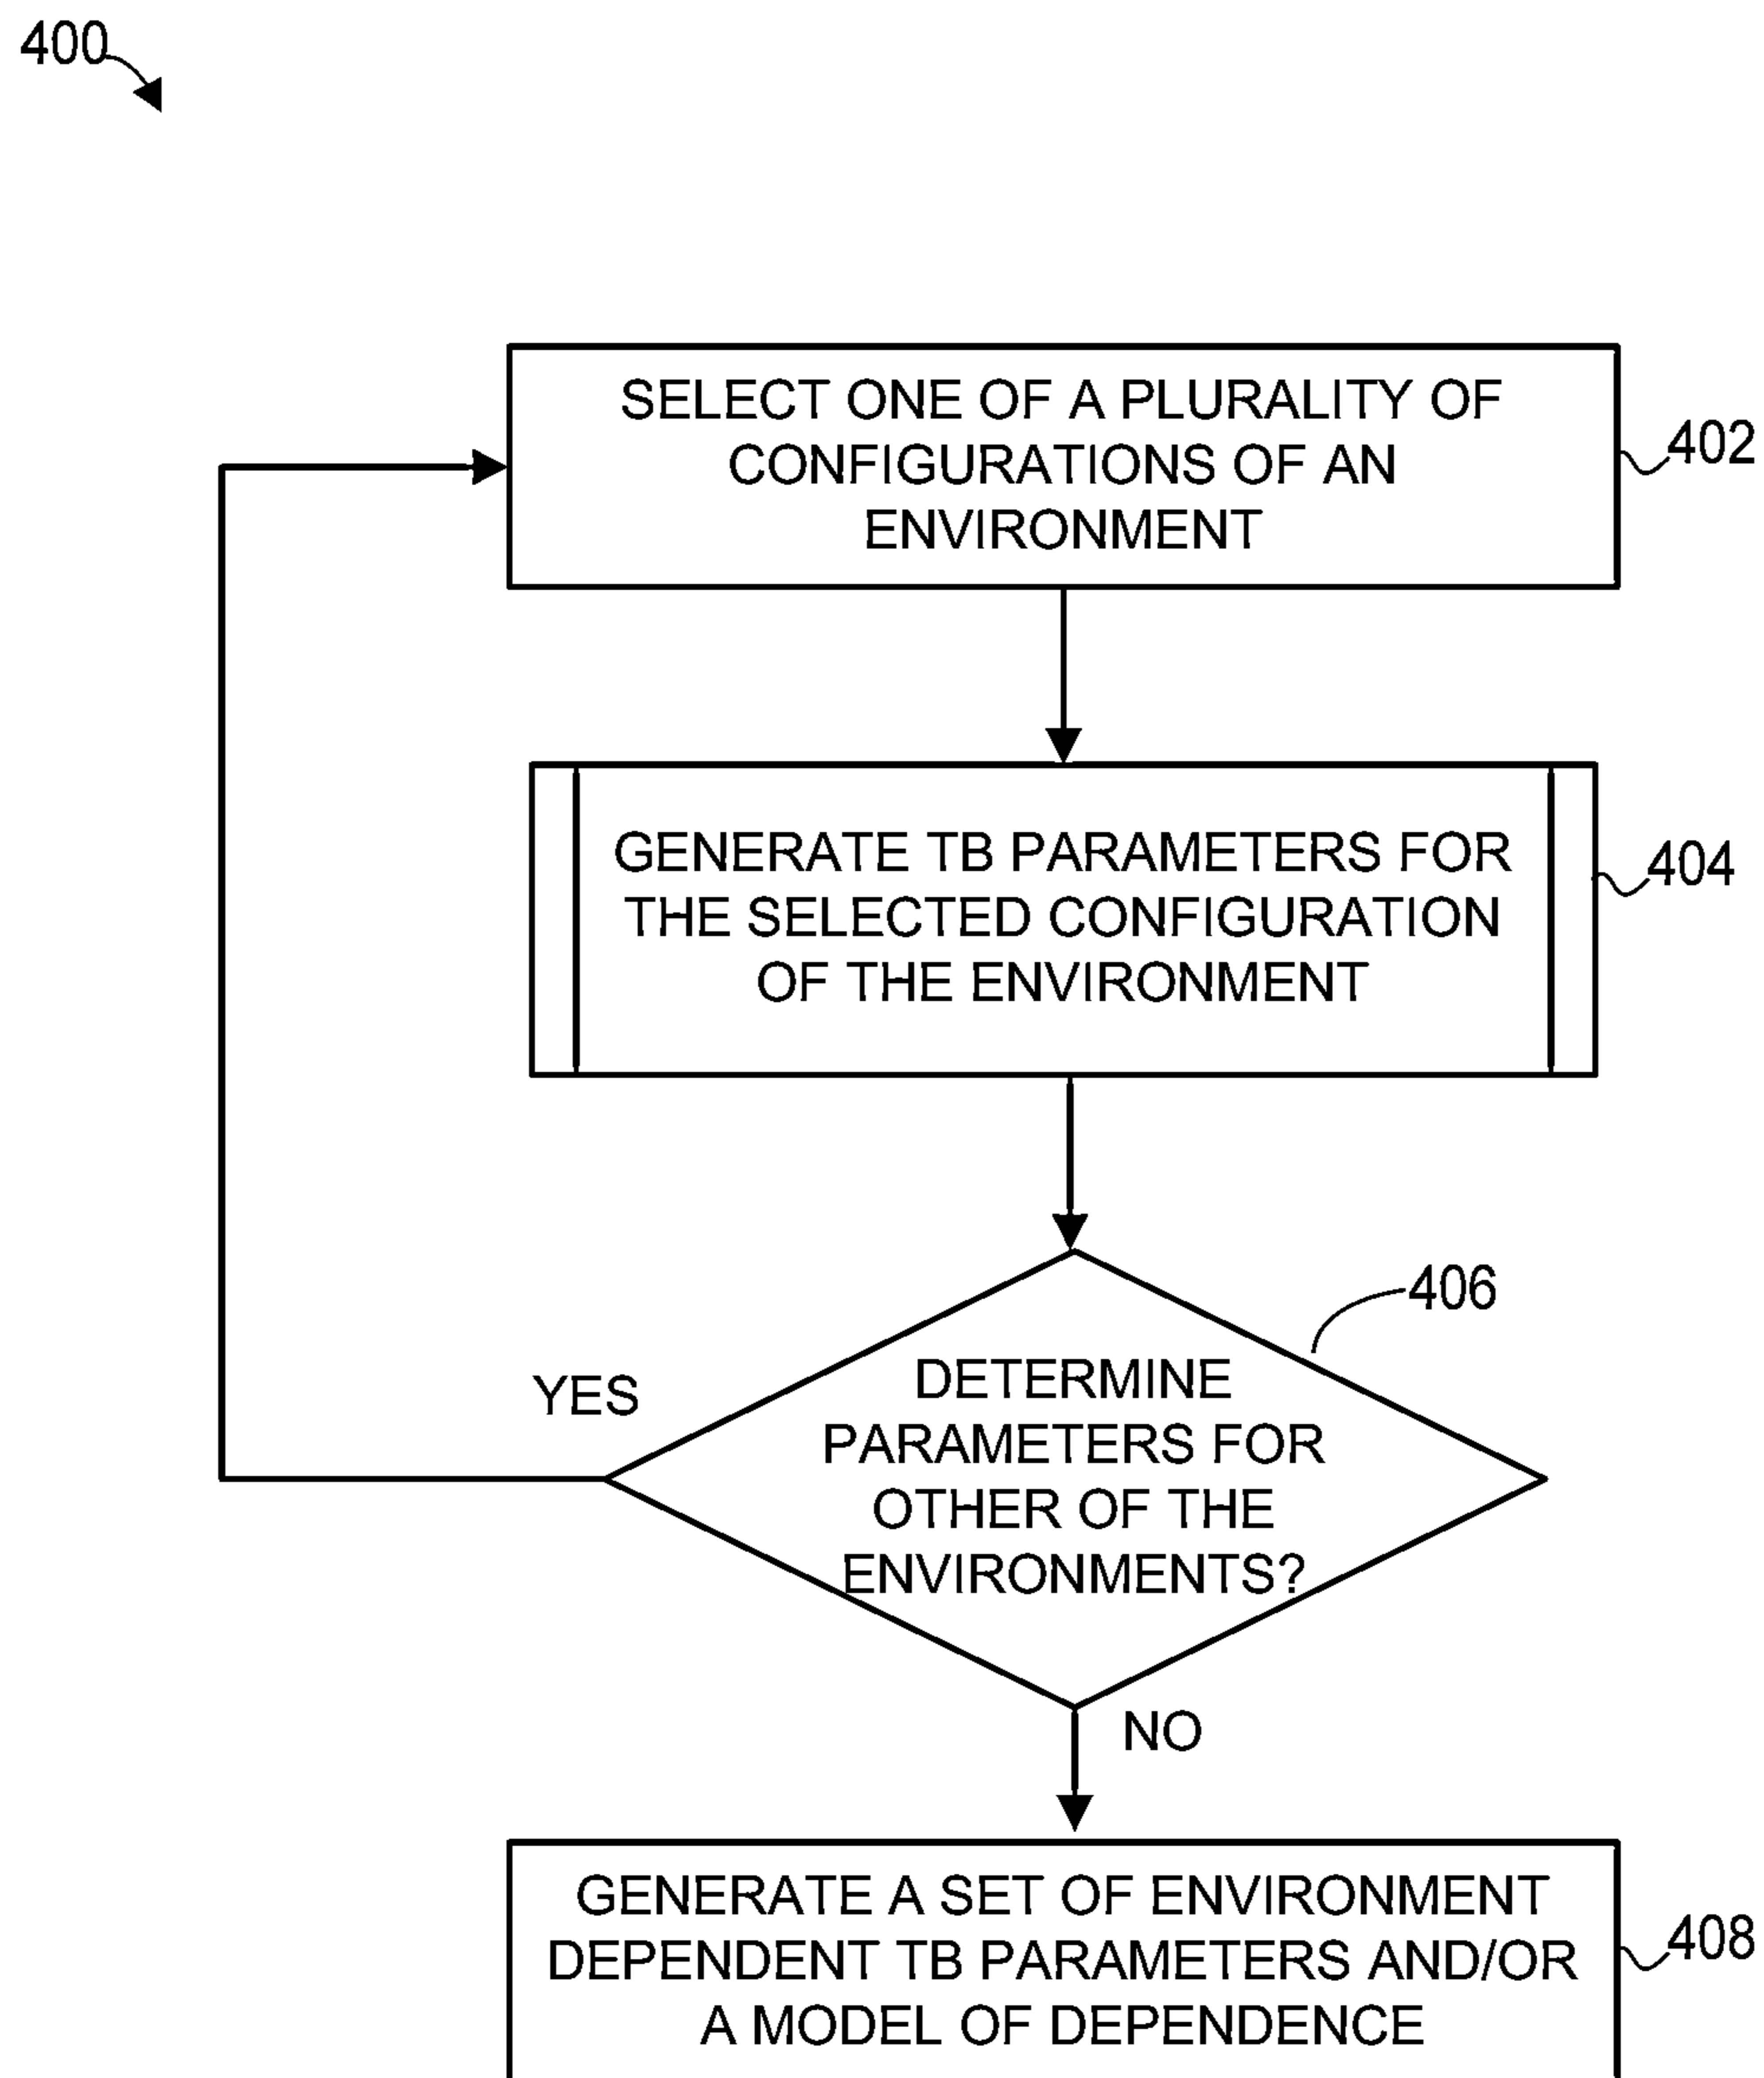 400
SELECT ONE OF A PLURALITY OF
CONFIGURATIONS OF AN
ENVIRONMENT
402
GENERATE TB PARAMETERS FOR
THE SELECTED CONFIGURATION
OF THE ENVIRONMENT
404
406
YES
DETERMINE
PARAMETERS FOR
OTHER OF THE
ENVIRONMENTS?
NO
GENERATE A SET OF ENVIRONMENT
DEPENDENT TB PARAMETERS AND/OR
A MODEL OF DEPENDENCE
408